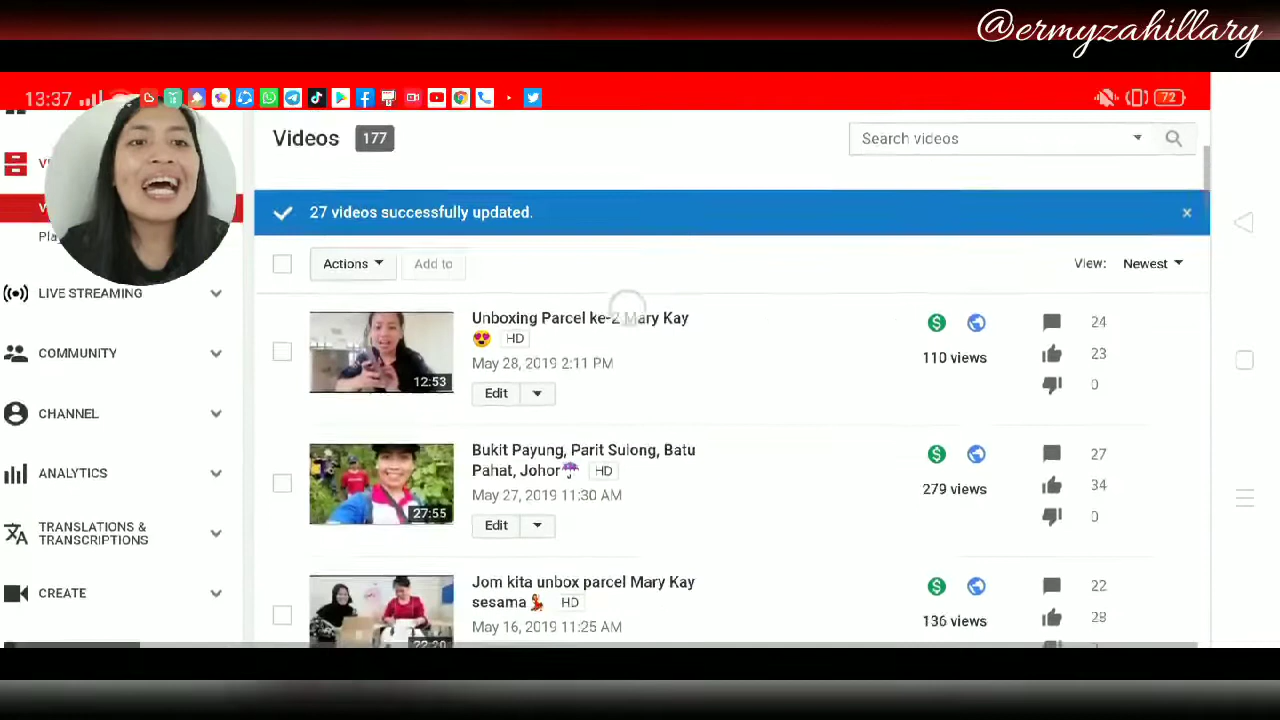 @ermyzahillary
13:37
72
Videos 177
Search videos
27 videos successfully updated.
Actions
Add to
View: Newest
LIVE STREAMING
COMMUNITY
CHANNEL
ANALYTICS
TRANSLATIONS &
TRANSCRIPTIONS
CREATE
Unboxing Parcel ke-2 Mary Kay
😍 HD
May 28, 2019 2:11 PM
Edit
12:53
110 views
24
23
0
Bukit Payung, Parit Sulong, Batu
Pahat, Johor☂ HD
May 27, 2019 11:30 AM
Edit
27:55
279 views
27
34
0
Jom kita unbox parcel Mary Kay
sesama💃 HD
May 16, 2019 11:25 AM
136 views
22
28